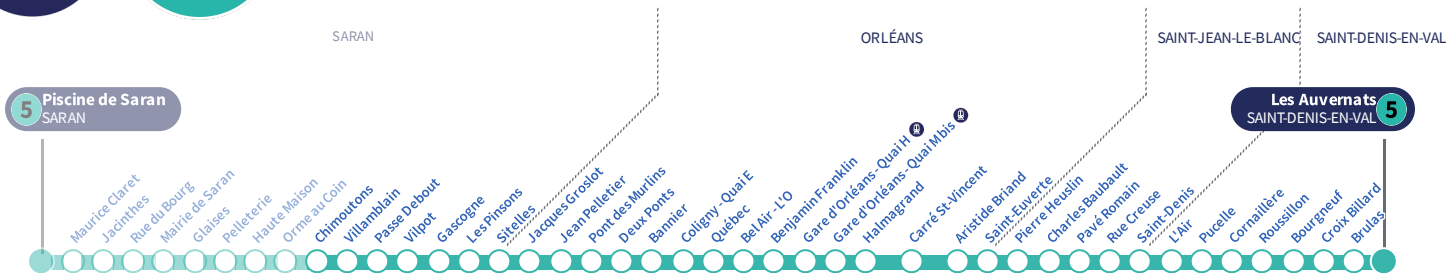 SARAN
ORLÉANS
SAINT-JEAN-LE-BLANC
SAINT-DENIS-EN-VAL
5
Piscine de Saran
SARAN
Les Auvernats
SAINT-DENIS-EN-VAL
5
Maurice Claret
Jacinthes
Rue du Bourg
Mairie de Saran
Glaises
Pelleterie
Haute Maison
Orme au Coin
Chimoutons
Villamblain
Passe Debout
Vilpot
Gascogne
Les Pinsons
Sitelles
Jacques Groslot
Jean Pelletier
Pont des Murlins
Deux Ponts
Bannier
Coligny - Quai E
Québec
Bel Air - L'O
Benjamin Franklin
Gare d'Orléans - Quai H
Gare d'Orléans - Quai Mbis
Halmagrand
Carré St-Vincent
Aristide Briand
Saint-Euverte
Pierre Heuslin
Charles Baubault
Pavé Romain
Rue Creuse
Saint-Denis
L'Air
Pucelle
Cornaillère
Roussillon
Bourgneuf
Croix Billard
Brulas